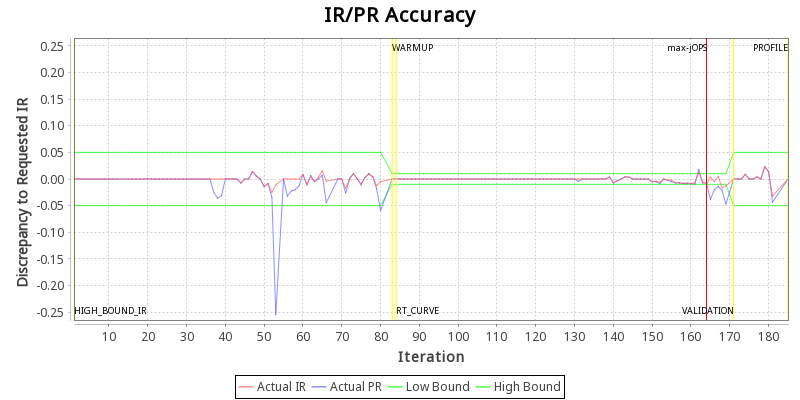 IR/PR Accuracy
Discrepancy to Requested IR
0.25
0.20
0.15
0.10
0.05
0.00
-0.05
-0.10
-0.15
-0.20
-0.25
WARMUP
max-jOPS
PROFILE
HIGH_BOUND_IR
RT_CURVE
VALIDATION
10 20 30 40 50 60 70 80 90 100 110 120 130 140 150 160 170 180
Iteration
Actual IR Actual PR Low Bound High Bound